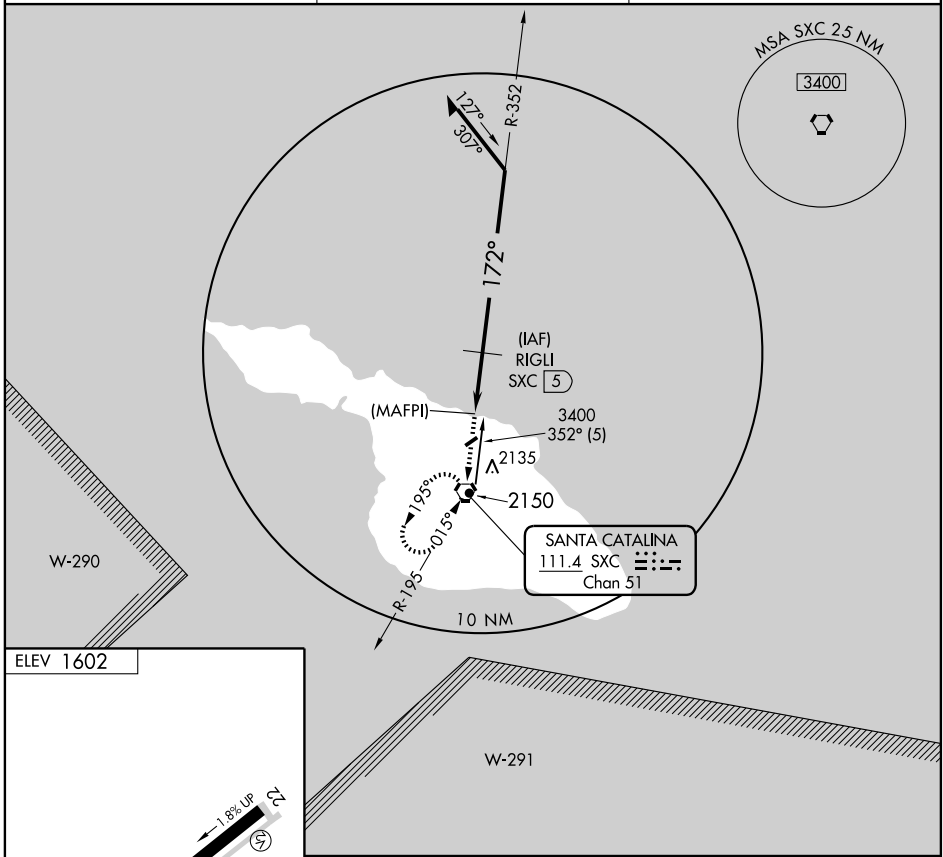 MSA SXC 25 NM
3400
R-352
127°
307°
172°
(IAF)
RIGLI
SXC 5
(MAFPI)
3400
352° (5)
2135
195°
2150
015°
SANTA CATALINA
111.4 SXC
Chan 51
R-195
W-290
10 NM
ELEV 1602
W-291
1.8% UP
22